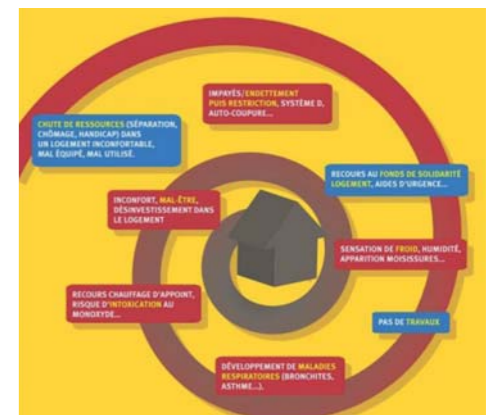 IMPAYÉS/ENDETTEMENT
PUIS RESTRICTION, SYSTÈME D,
AUTO-COUPURE...
CHUTE DE RESSOURCES (SÉPARATION,
CHÔMAGE, HANDICAP) DANS
UN LOGEMENT INCONFORTABLE,
MAL ÉQUIPÉ, MAL UTILISÉ.
RECOURS AU FONDS DE SOLIDARITÉ
LOGEMENT, AIDES D'URGENCE...
INCONFORT, MAL-ÊTRE,
DÉSINVESTISSEMENT DANS
LE LOGEMENT
SENSATION DE FROID, HUMIDITÉ,
APPARITION MOISISSURES...
RECOURS CHAUFFAGE D'APPOINT,
RISQUE D'INTOXICATION AU
MONOXYDE...
PAS DE TRAVAUX
DÉVELOPPEMENT DE MALADIES
RESPIRATOIRES (BRONCHITES,
ASTHME...).